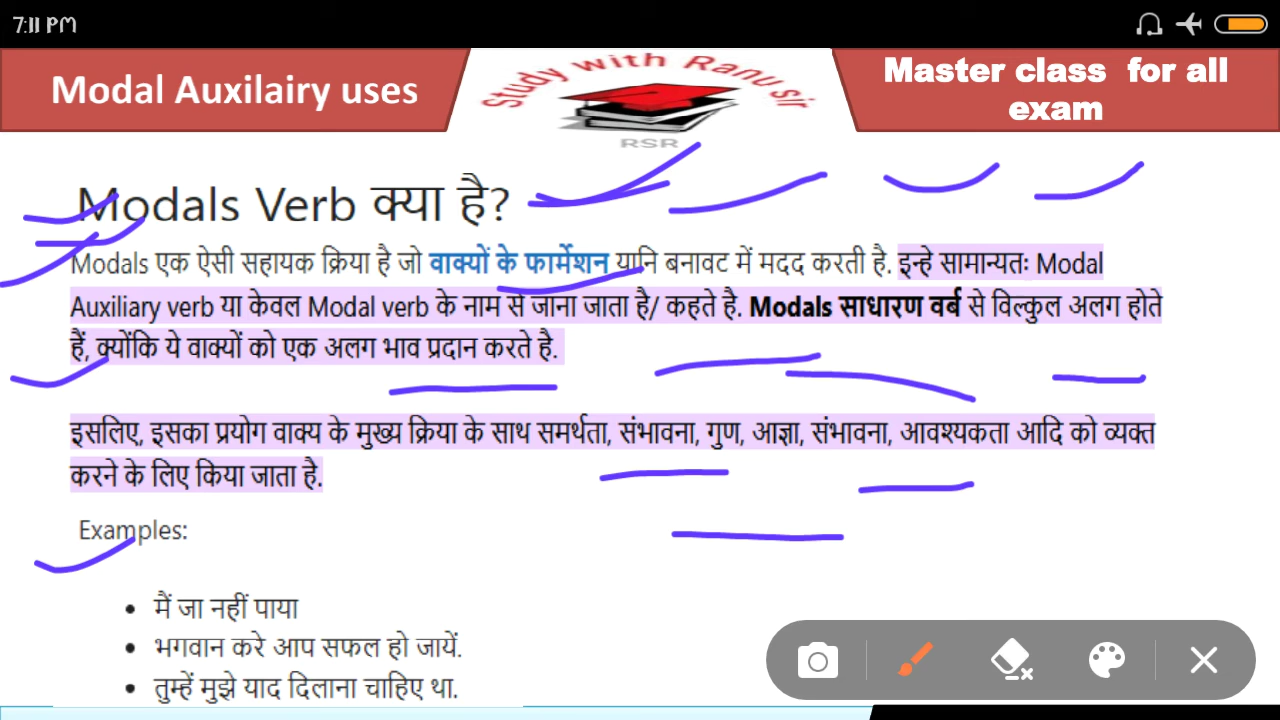 7:11 PM
Modal Auxilairy uses
Study with Ranu sir
RSR
Master class for all
exam
Modals Verb क्या है?
Modals एक ऐसी सहायक क्रिया है जो वाक्यों के फार्मेशन यानि बनावट में मदद करती है. इन्हे सामान्यतः Modal
Auxiliary verb या केवल Modal verb के नाम से जाना जाता है/ कहते है. Modals साधारण वर्ब से विल्कुल अलग होते
हैं, क्योंकि ये वाक्यों को एक अलग भाव प्रदान करते है.
इसलिए, इसका प्रयोग वाक्य के मुख्य क्रिया के साथ समर्थता, संभावना, गुण, आज्ञा, संभावना, आवश्यकता आदि को व्यक्त
करने के लिए किया जाता है.
Examples:
• मैं जा नहीं पाया
• भगवान करे आप सफल हो जायें.
• तुम्हें मुझे याद दिलाना चाहिए था.